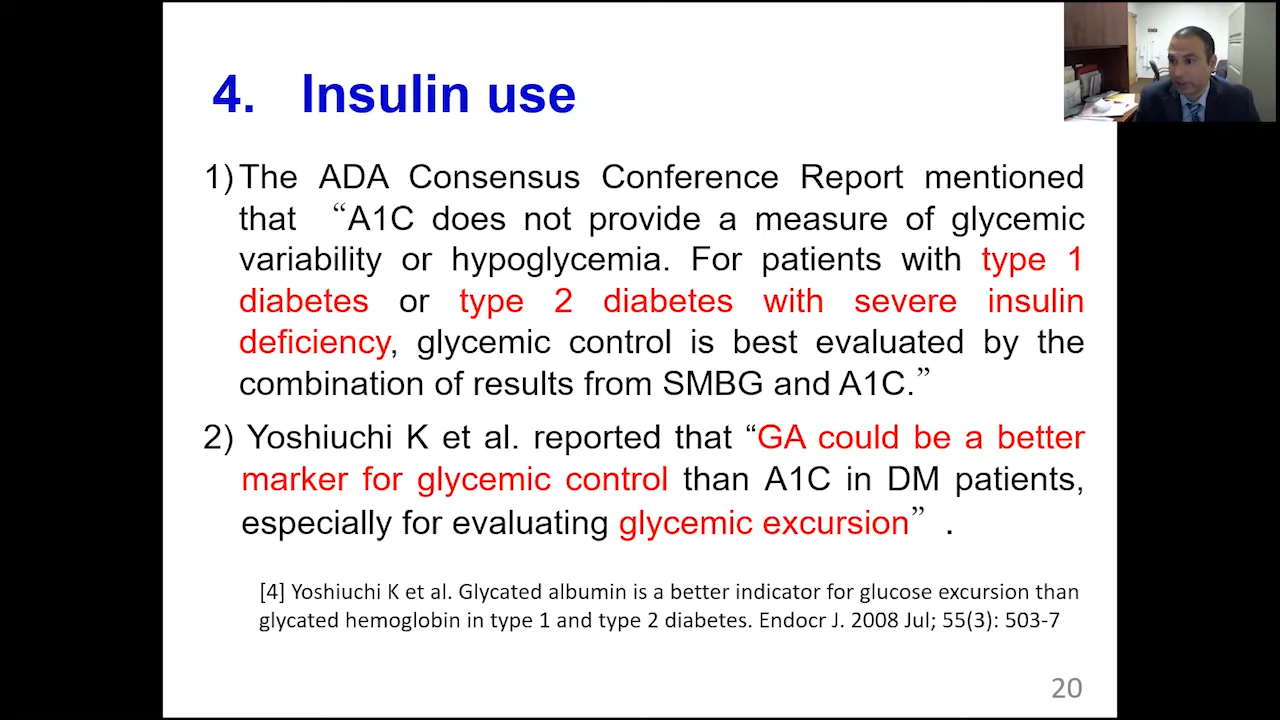 4. Insulin use
1) The ADA Consensus Conference Report mentioned
that “A1C does not provide a measure of glycemic
variability or hypoglycemia. For patients with type 1
diabetes or type 2 diabetes with severe insulin
deficiency, glycemic control is best evaluated by the
combination of results from SMBG and A1C.”
2) Yoshiuchi K et al. reported that “GA could be a better
marker for glycemic control than A1C in DM patients,
especially for evaluating glycemic excursion” .
[4] Yoshiuchi K et al. Glycated albumin is a better indicator for glucose excursion than
glycated hemoglobin in type 1 and type 2 diabetes. Endocr J. 2008 Jul; 55(3): 503-7
20